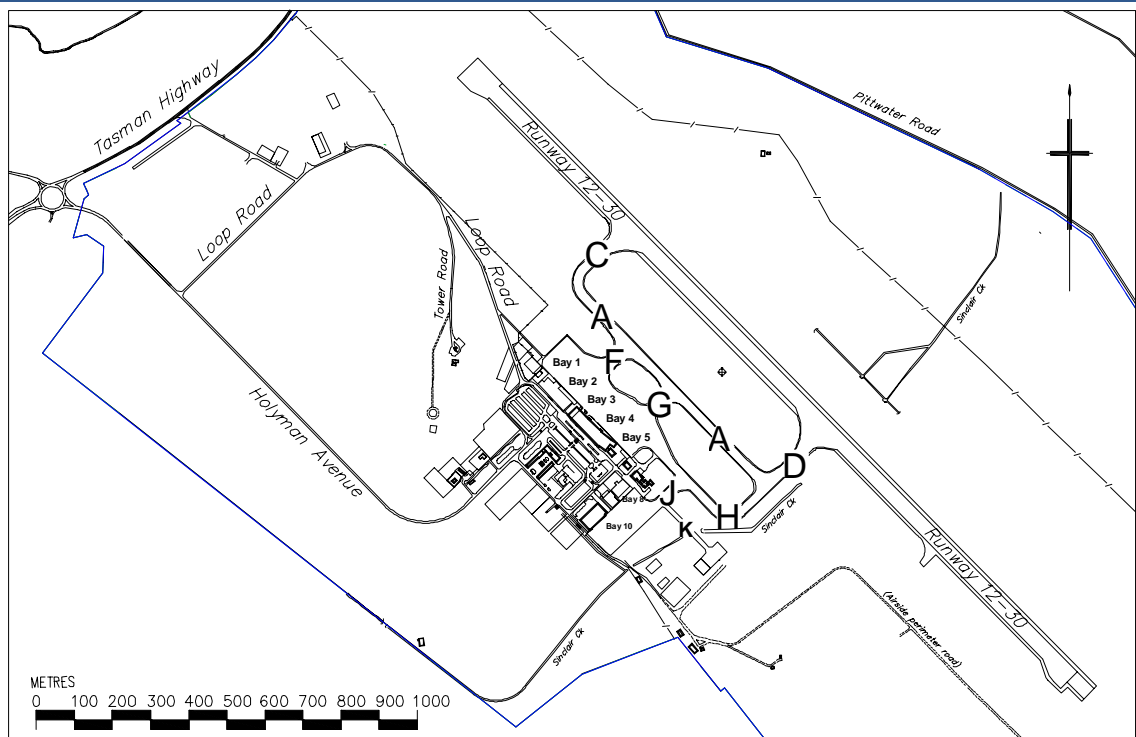 Tasman Highway
Pittwater Road
Runway 12-30
Loop Road
Loop Road
C
Tower Road
Sinclair Ck
A
F
Bay 1
Bay 2
Bay 3
G
Holyman Avenue
Bay 4
Bay 5
A
D
Bay 8
J
H
Bay 10
K
Sinclair Ck
Runway 12-30
(Airside perimeter road)
Sinclair Ck
METRES
0 100 200 300 400 500 600 700 800 900 1000